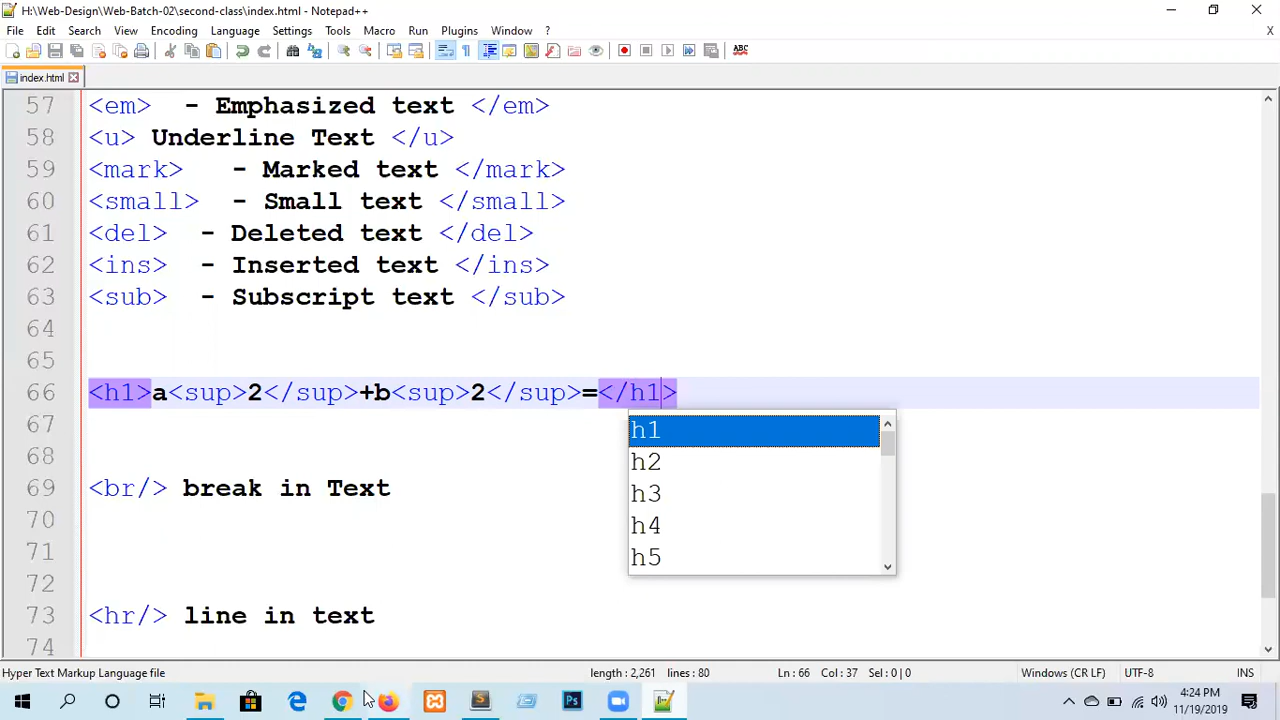 H:\Web-Design\Web-Batch-02\second-class\index.html - Notepad++
File Edit Search View Encoding Language Settings Tools Macro Run Plugins Window ? X
ABC
index.html
57 <em>  - Emphasized text </em>
58 <u> Underline Text </u>
59 <mark>   - Marked text </mark>
60 <small>  - Small text </small>
61 <del>  - Deleted text </del>
62 <ins>  - Inserted text </ins>
63 <sub>  - Subscript text </sub>
64
65
66 <h1>a<sup>2</sup>+b<sup>2</sup>=</h1>
67
h1
68
h2
69 <br/> break in Text
h3
70
h4
71
h5
72
73 <hr/> line in text
74
Hyper Text Markup Language file length : 2,261 lines : 80 Ln : 66 Col : 37 Sel : 0 | 0 Windows (CR LF) UTF-8 INS
Ps
4:24 PM
11/19/2019